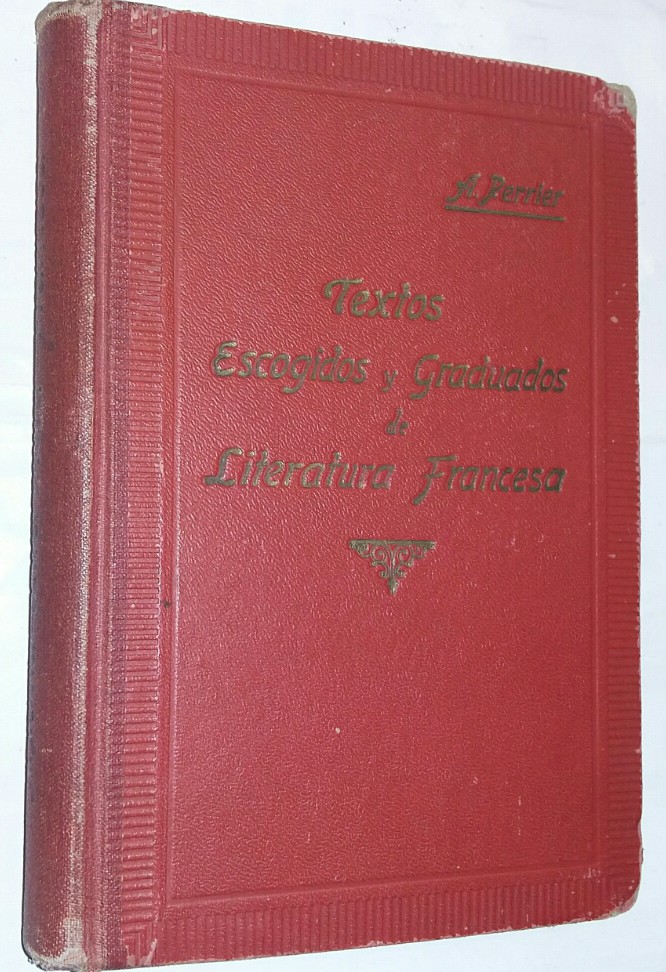 A. Perrier
Textos
Escogidos y Graduados
de
Literatura Francesa